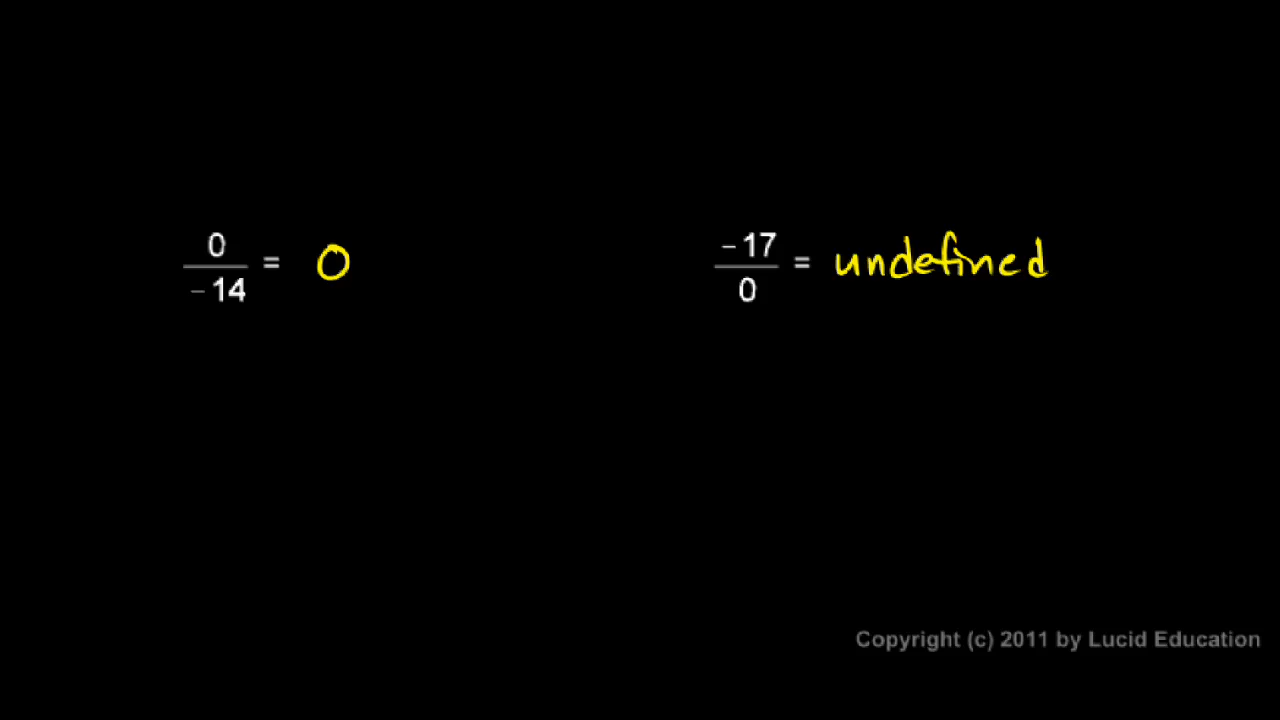 0/−14 = 0
−17/0 = undefined
Copyright (c) 2011 by Lucid Education